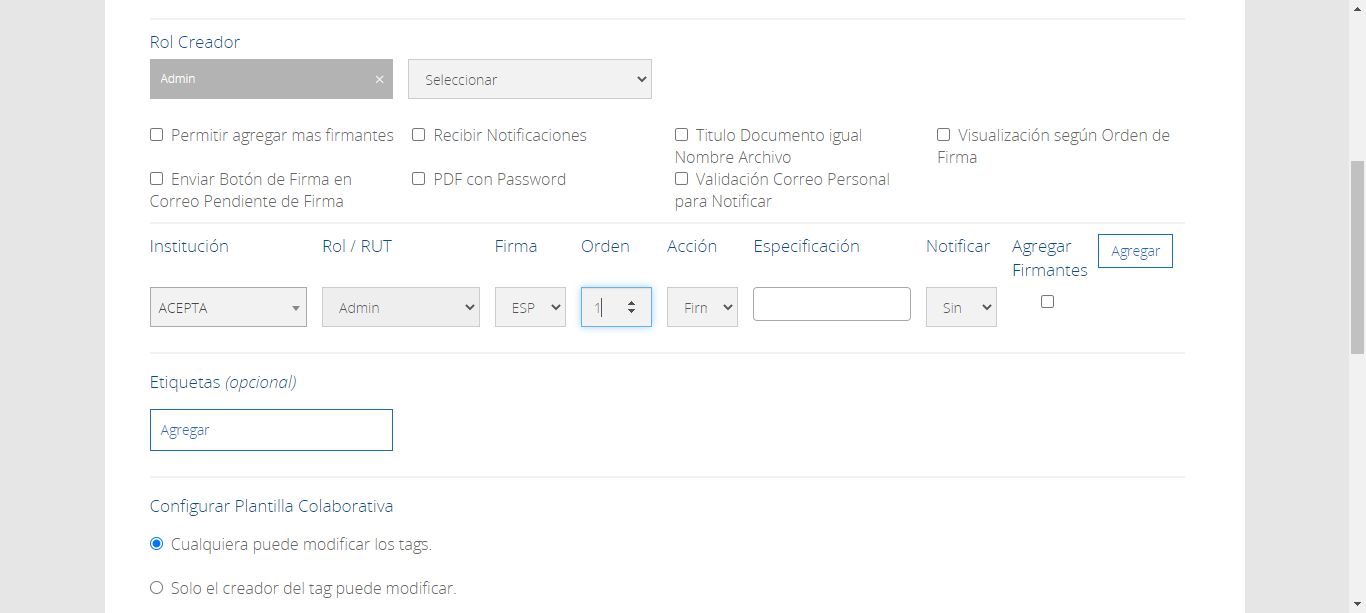 Rol Creador
Admin ×
Seleccionar
Permitir agregar mas firmantes
Recibir Notificaciones
Titulo Documento igual
Nombre Archivo
Visualización según Orden de
Firma
Enviar Botón de Firma en
Correo Pendiente de Firma
PDF con Password
Validación Correo Personal
para Notificar
Institución
Rol / RUT
Firma
Orden
Acción
Especificación
Notificar
Agregar
Firmantes
Agregar
ACEPTA
Admin
ESP
1
Firn
Sin
Etiquetas (opcional)
Agregar
Configurar Plantilla Colaborativa
Cualquiera puede modificar los tags.
Solo el creador del tag puede modificar.